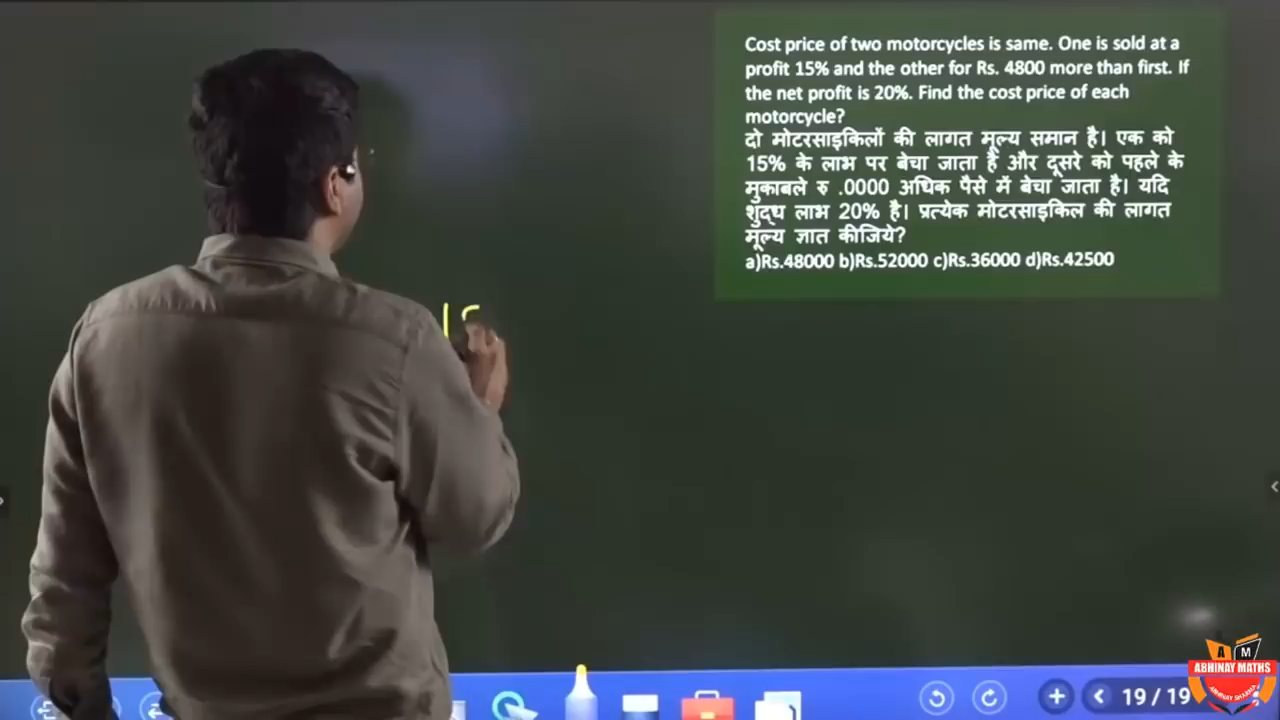 Cost price of two motorcycles is same. One is sold at a
profit 15% and the other for Rs. 4800 more than first. If
the net profit is 20%. Find the cost price of each
motorcycle?
दो मोटरसाइकिलों की लागत मूल्य समान है। एक को
15% के लाभ पर बेचा जाता है और दूसरे को पहले के
मुकाबले रु .0000 अधिक पैसे में बेचा जाता है। यदि
शुद्ध लाभ 20% है। प्रत्येक मोटरसाइकिल की लागत
मूल्य ज्ञात कीजिये?
a)Rs.48000 b)Rs.52000 c)Rs.36000 d)Rs.42500
19 / 19
A M
ABHINAY MATHS
ABHINAY SHARMA